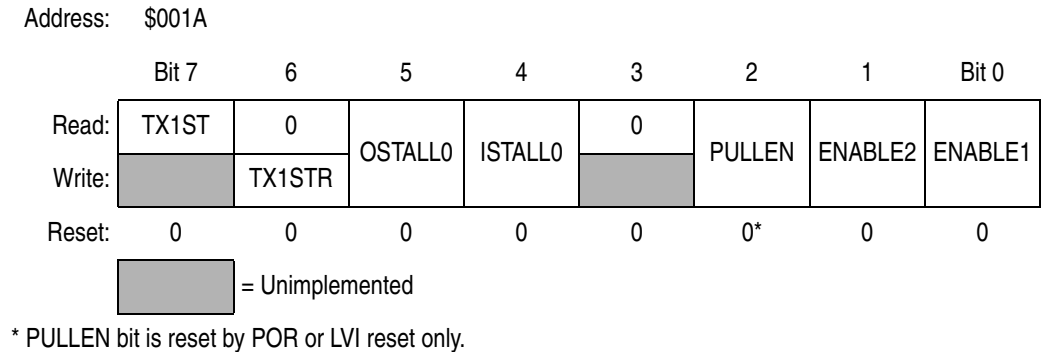 Address: $001A
Bit 7 6 5 4 3 2 1 Bit 0
Read: TX1ST 0 OSTALL0 ISTALL0 0 PULLEN ENABLE2 ENABLE1
Write: TX1STR
Reset: 0 0 0 0 0 0* 0 0
= Unimplemented
* PULLEN bit is reset by POR or LVI reset only.